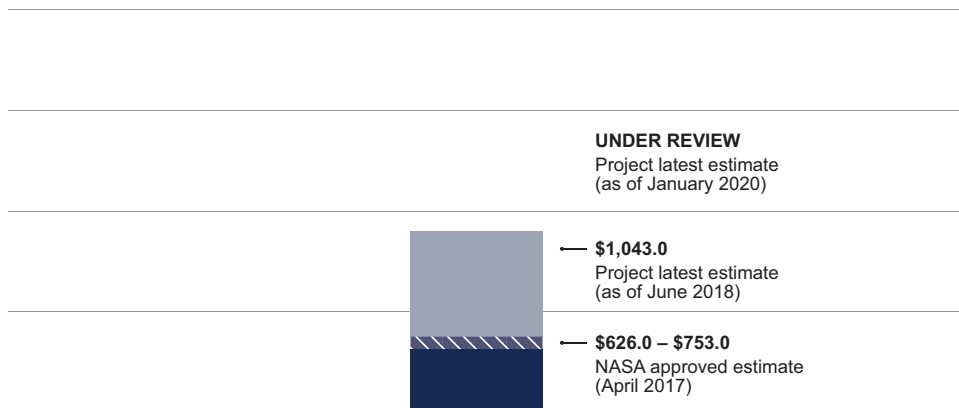 UNDER REVIEW
Project latest estimate
(as of January 2020)
$1,043.0
Project latest estimate
(as of June 2018)
$626.0 – $753.0
NASA approved estimate
(April 2017)